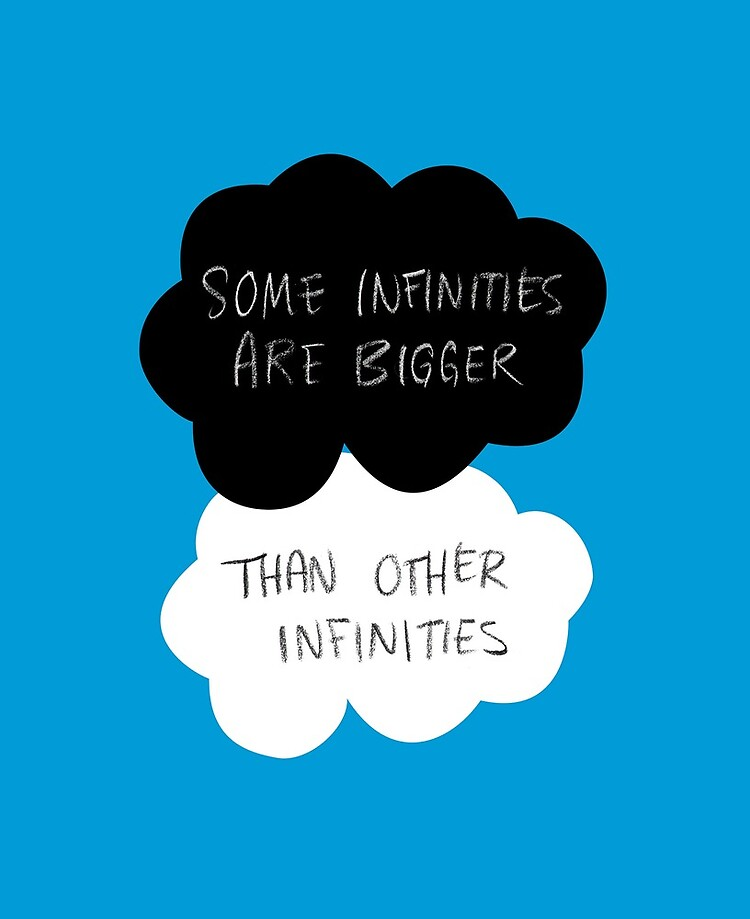 SOME INFINITIES
ARE BIGGER
THAN OTHER
INFINITIES